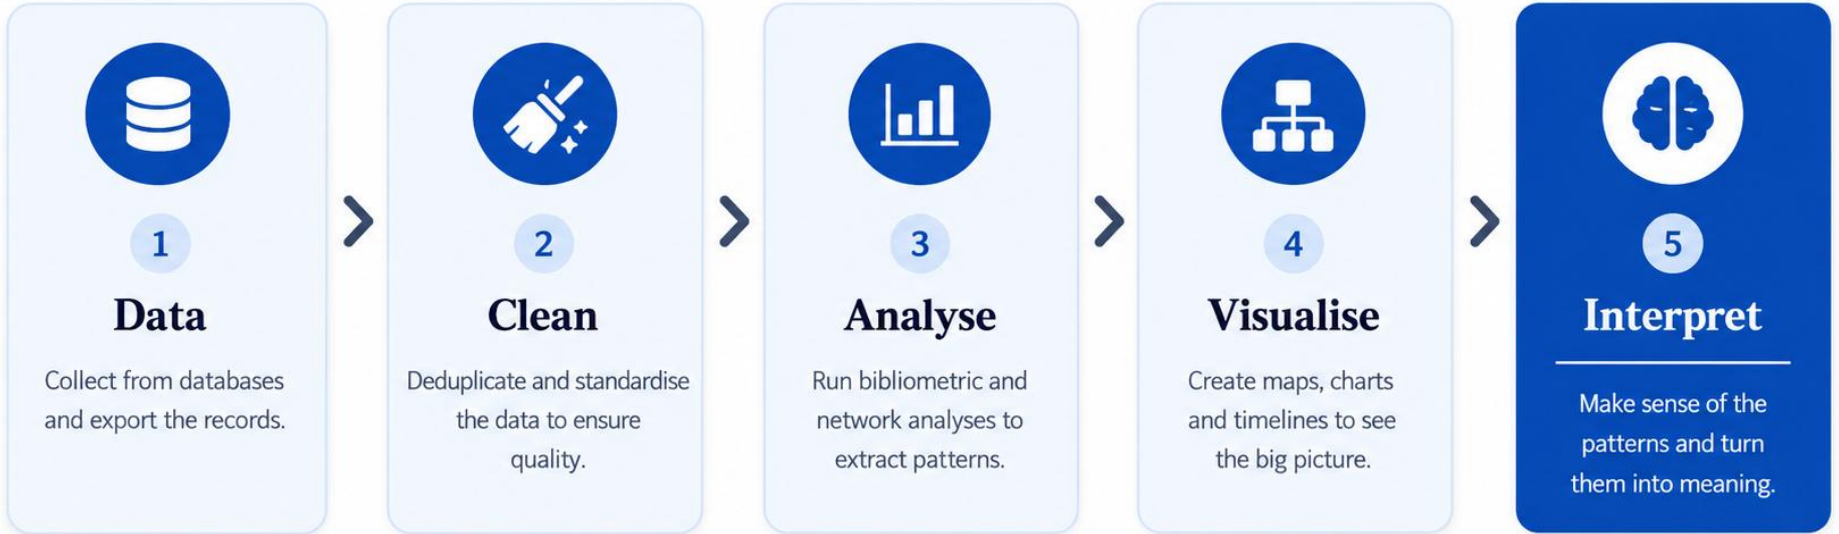 1
Data
Collect from databases
and export the records.
2
Clean
Deduplicate and standardise
the data to ensure
quality.
3
Analyse
Run bibliometric and
network analyses to
extract patterns.
4
Visualise
Create maps, charts
and timelines to see
the big picture.
5
Interpret
Make sense of the
patterns and turn
them into meaning.